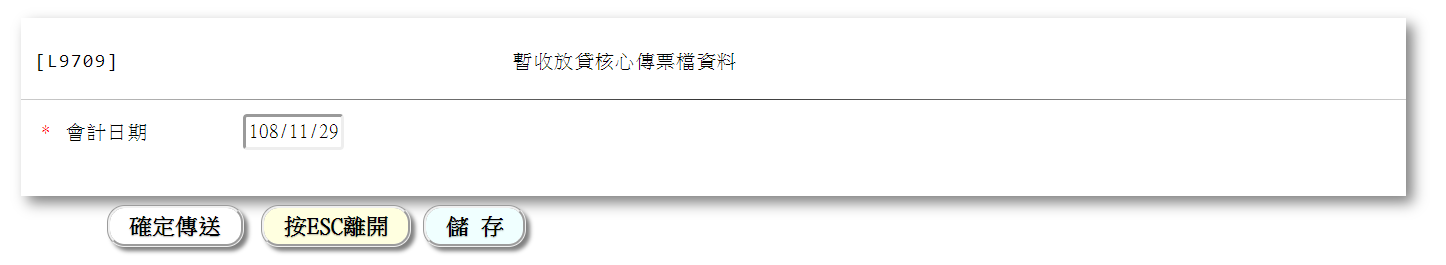 [L9709] 暫收放貸核心傳票檔資料
* 會計日期 108/11/29
確定傳送 按ESC離開 儲 存